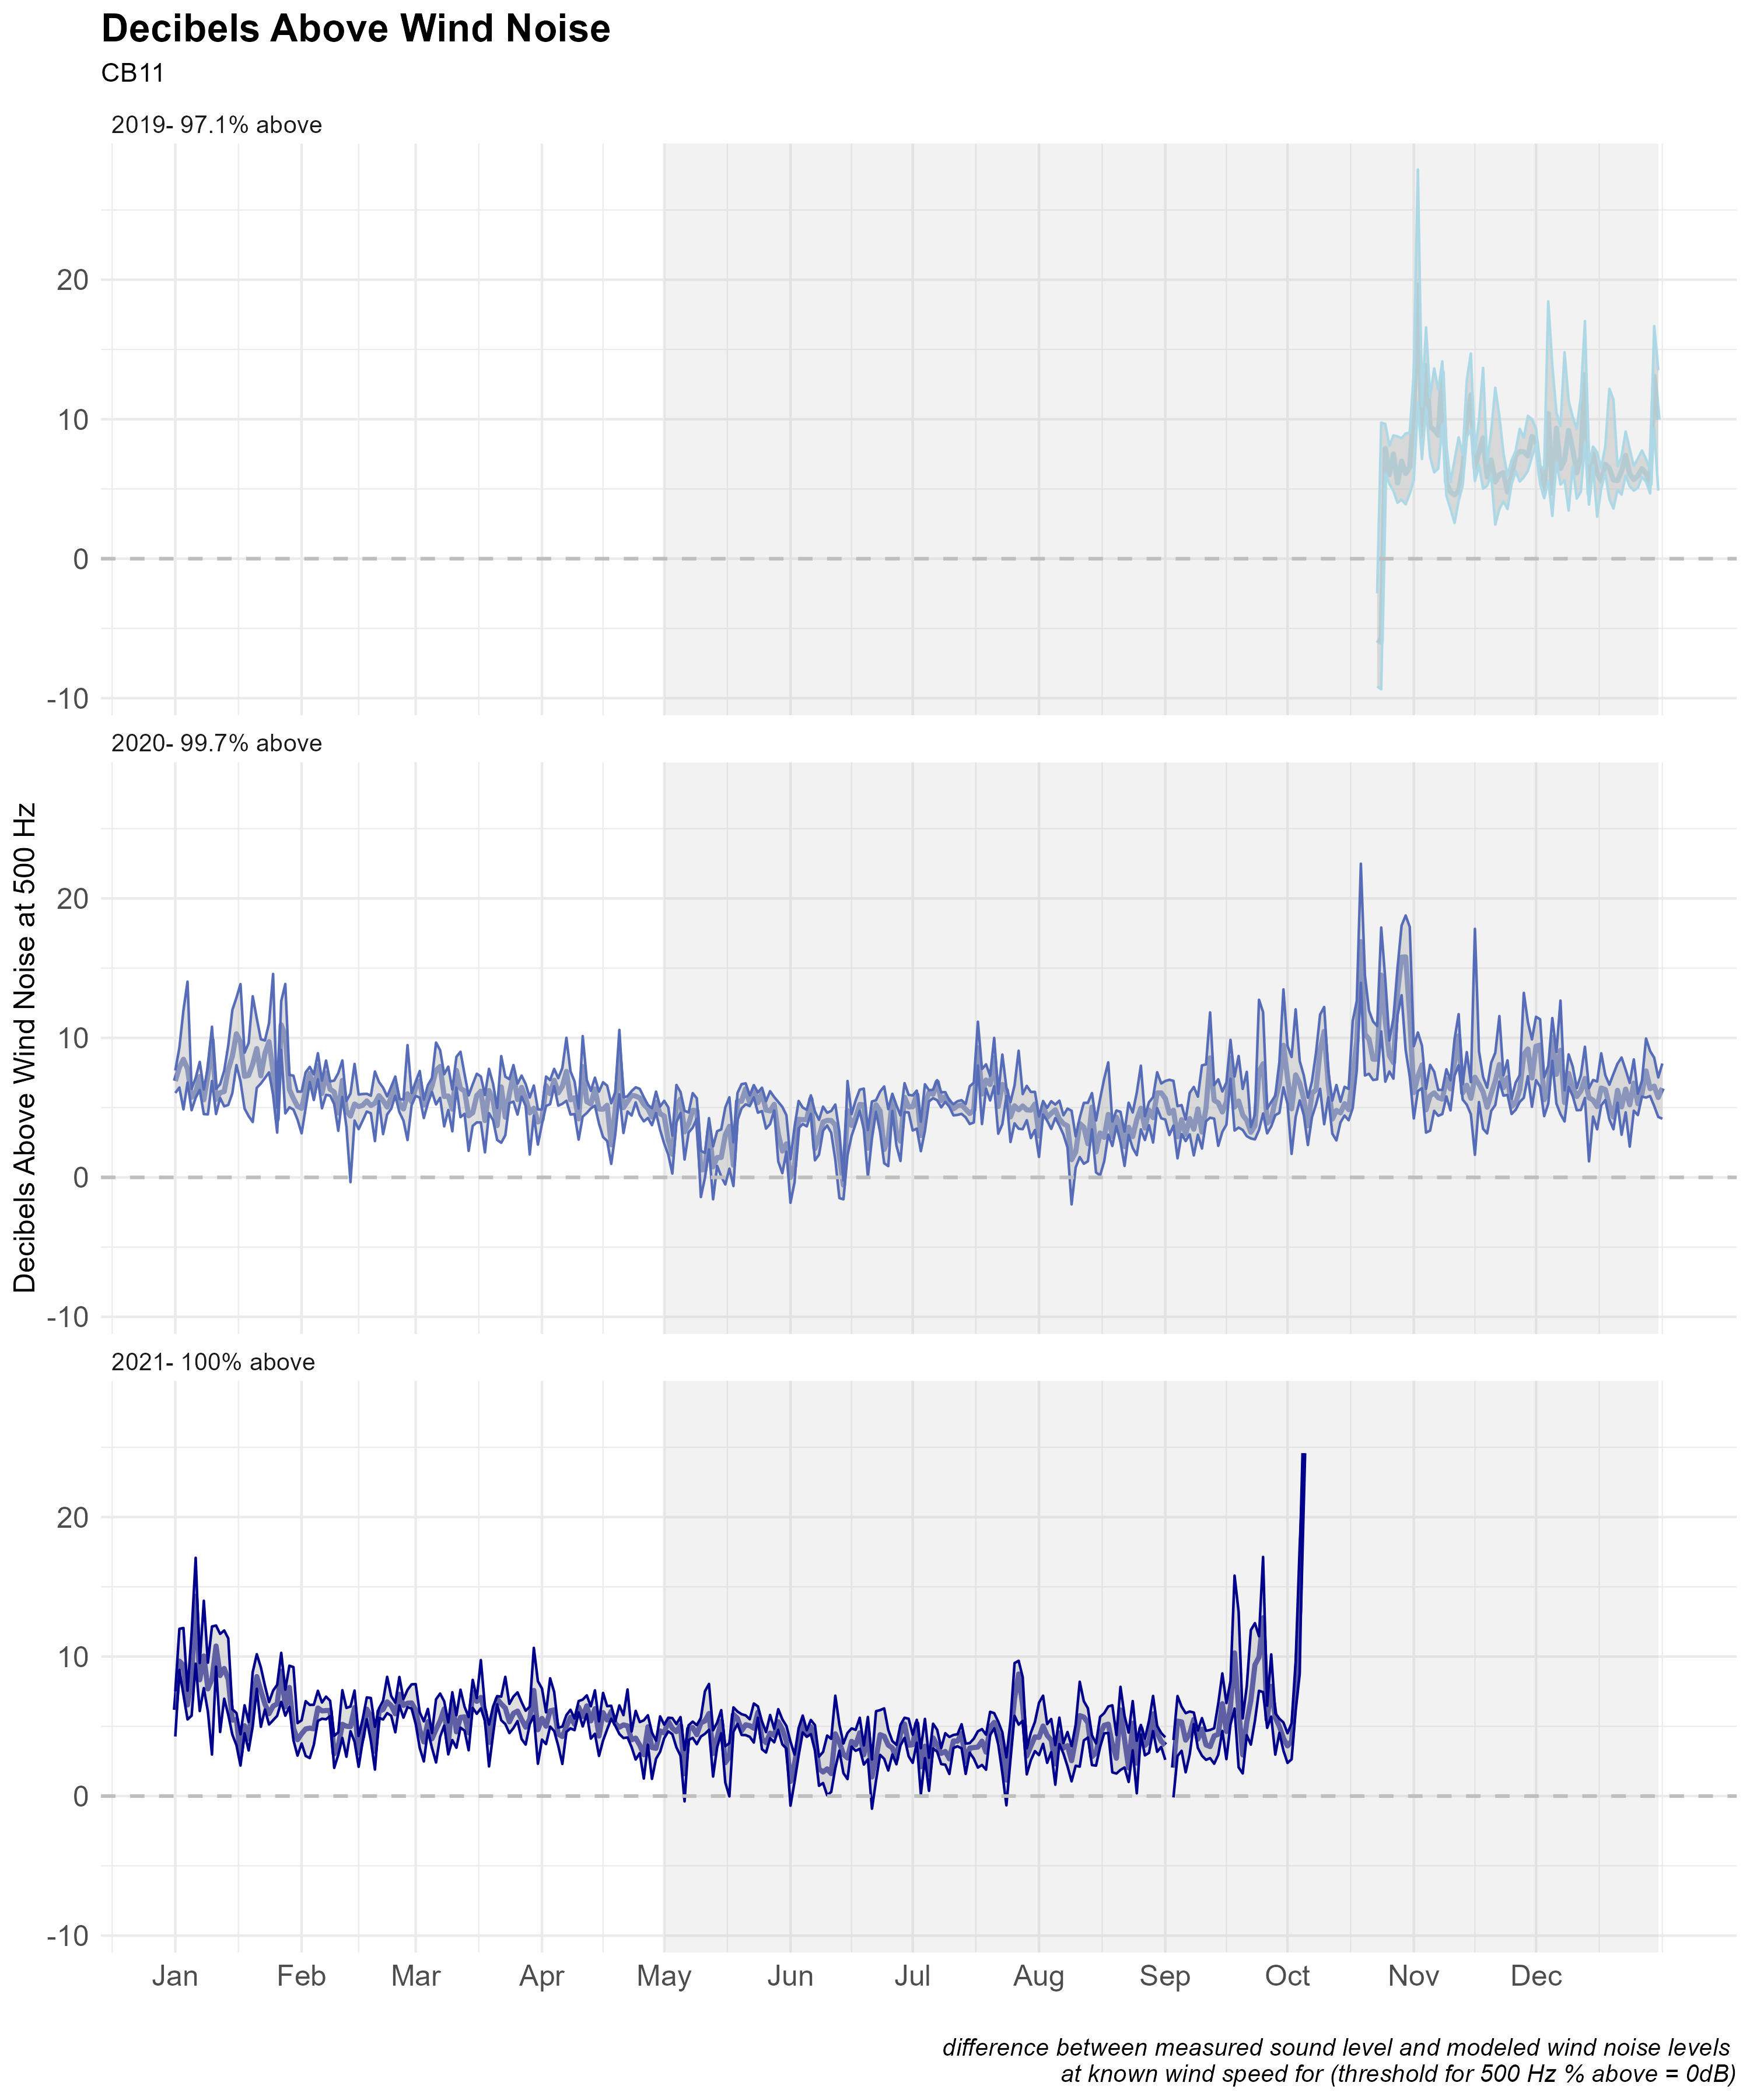 Decibels Above Wind Noise
CB11
2019- 97.1% above
20
10
0
-10
2020- 99.7% above
20
10
0
-10
2021- 100% above
20
10
0
-10
Decibels Above Wind Noise at 500 Hz
Jan Feb Mar Apr May Jun Jul Aug Sep Oct Nov Dec
difference between measured sound level and modeled wind noise levels
at known wind speed for (threshold for 500 Hz % above = 0dB)